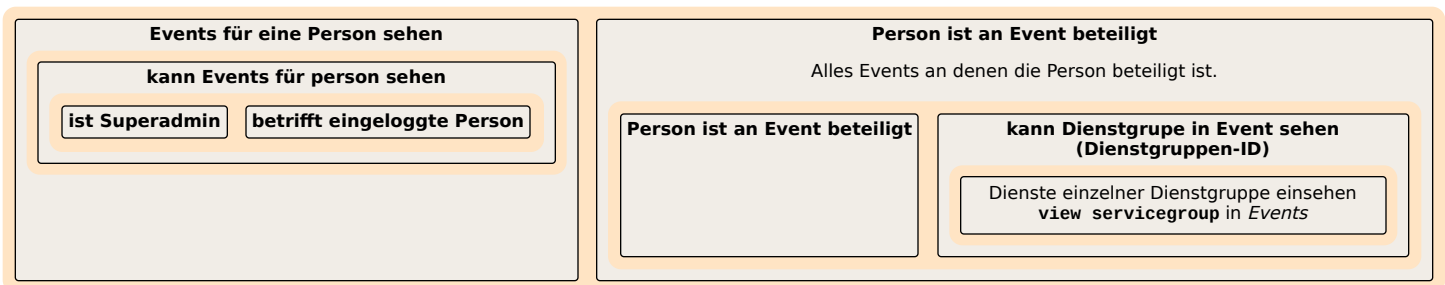 Events für eine Person sehen
kann Events für person sehen
ist Superadmin
betrifft eingeloggte Person
Person ist an Event beteiligt
Alles Events an denen die Person beteiligt ist.
Person ist an Event beteiligt
kann Dienstgrupe in Event sehen
(Dienstgruppen-ID)
Dienste einzelner Dienstgruppe einsehen
view servicegroup in Events